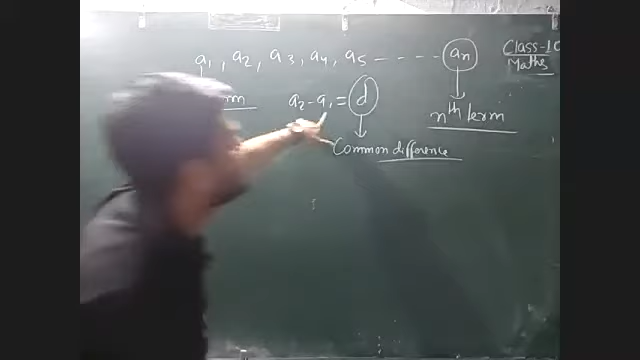 a₁, a₂, a₃, a₄, a₅ - - - - aₙ
Class-10
Maths
a₂ - a₁ = d
nth term
Common difference